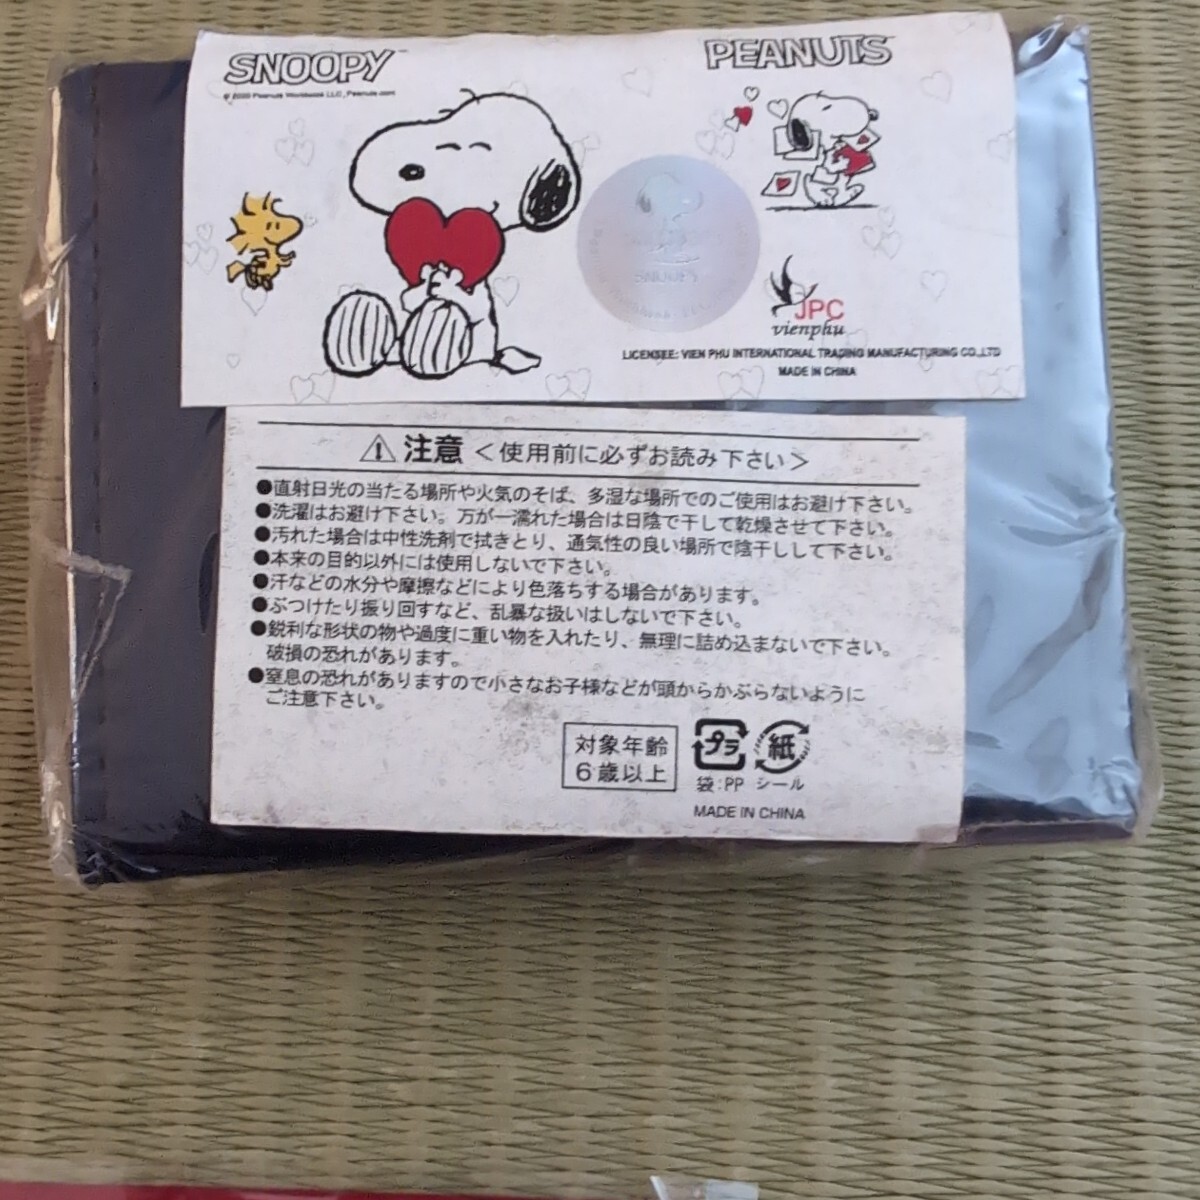 SNOOPY
© 2020 Peanuts Worldwide LLC, Peanuts.com
PEANUTS
SNOOPY
JPC
vienphu
LICENSEE: VIEN PHU INTERNATIONAL TRADING MANUFACTURING CO.,LTD
MADE IN CHINA
注意 ＜使用前に必ずお読み下さい＞
●直射日光の当たる場所や火気のそば、多湿な場所でのご使用はお避け下さい。
●洗濯はお避け下さい。万が一濡れた場合は日陰で干して乾燥させて下さい。
●汚れた場合は中性洗剤で拭きとり、通気性の良い場所で陰干しして下さい。
●本来の目的以外には使用しないで下さい。
●汗などの水分や摩擦などにより色落ちする場合があります。
●ぶつけたり振り回すなど、乱暴な扱いはしないで下さい。
●鋭利な形状の物や過度に重い物を入れたり、無理に詰め込まないで下さい。
破損の恐れがあります。
●窒息の恐れがありますので小さなお子様などが頭からかぶらないように
ご注意下さい。
対象年齢
6歳以上
プラ
紙
袋:PP シール
MADE IN CHINA